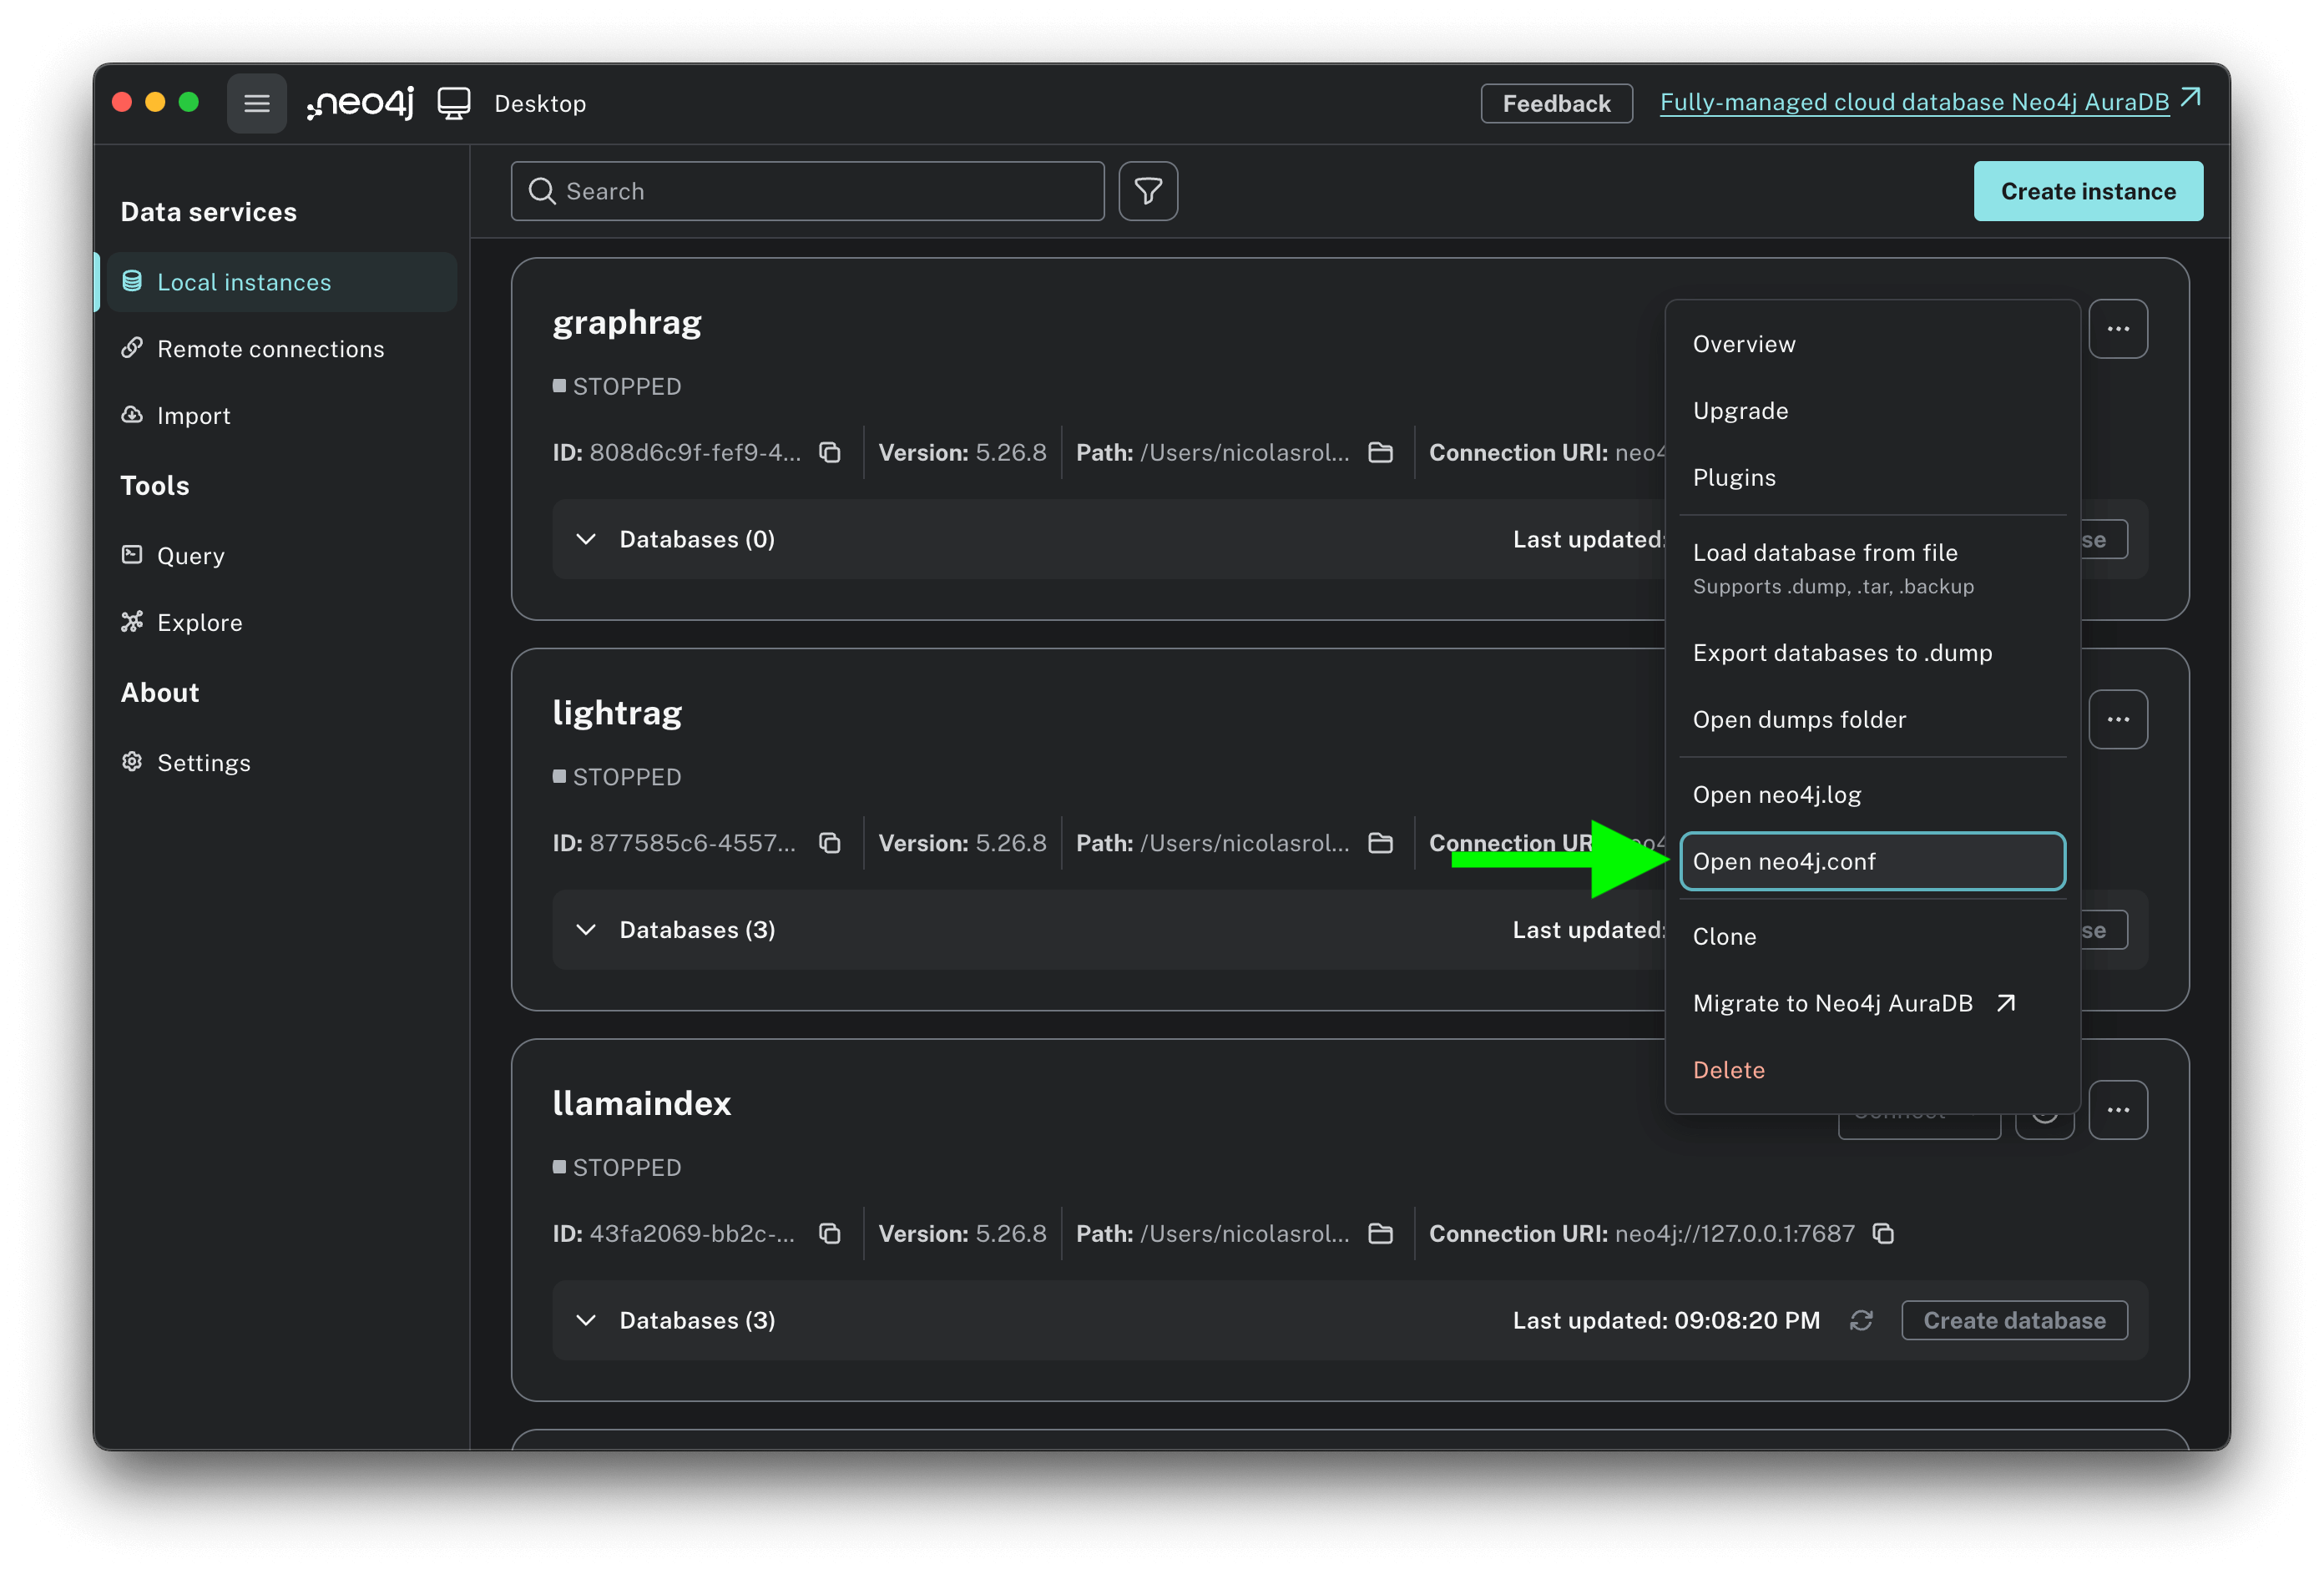 neo4j Desktop
Feedback
Fully-managed cloud database Neo4j AuraDB
Data services
Local instances
Remote connections
Import
Tools
Query
Explore
About
Settings
Search
Create instance
graphrag
STOPPED
ID: 808d6c9f-fef9-4...
Version: 5.26.8
Path: /Users/nicolasrol...
Connection URI: neo4
Databases (0)
Last updated:
se
lightrag
STOPPED
ID: 877585c6-4557...
Version: 5.26.8
Path: /Users/nicolasrol...
Connection UR
Databases (3)
Last updated:
se
llamaindex
STOPPED
ID: 43fa2069-bb2c-...
Version: 5.26.8
Path: /Users/nicolasrol...
Connection URI: neo4j://127.0.0.1:7687
Databases (3)
Last updated: 09:08:20 PM
Create database
Overview
Upgrade
Plugins
Load database from file
Supports .dump, .tar, .backup
Export databases to .dump
Open dumps folder
Open neo4j.log
Open neo4j.conf
Clone
Migrate to Neo4j AuraDB
Delete